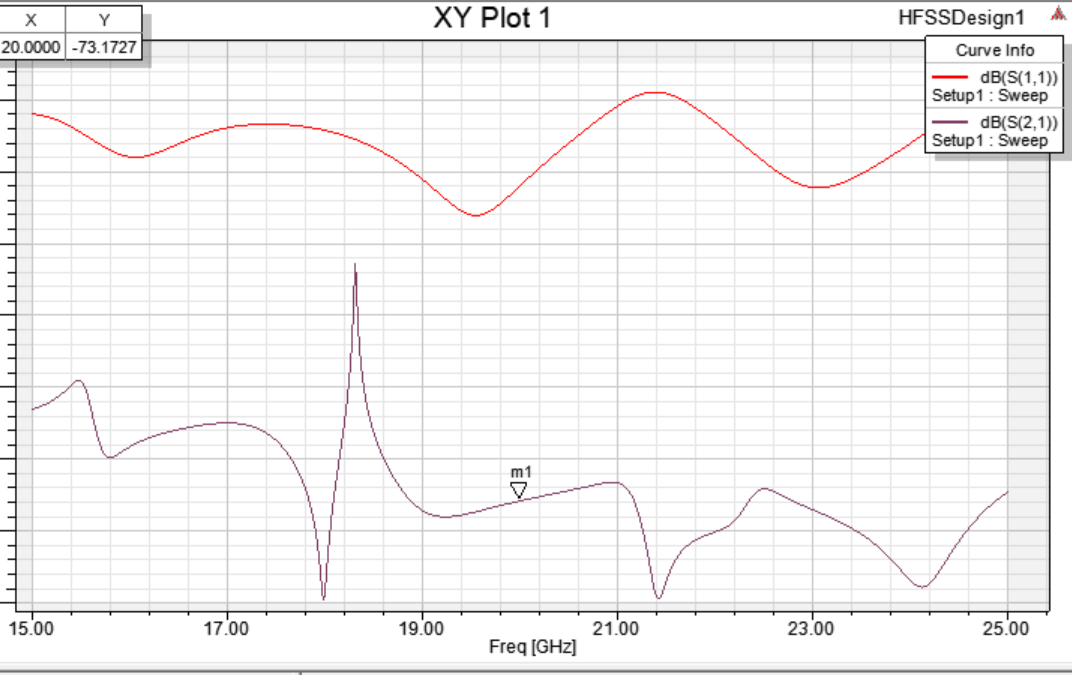 XY Plot 1
HFSSDesign1
X Y
20.0000 -73.1727
Curve Info
dB(S(1,1))
Setup1 : Sweep
dB(S(2,1))
Setup1 : Sweep
m1
15.00 17.00 19.00 21.00 23.00 25.00
Freq [GHz]